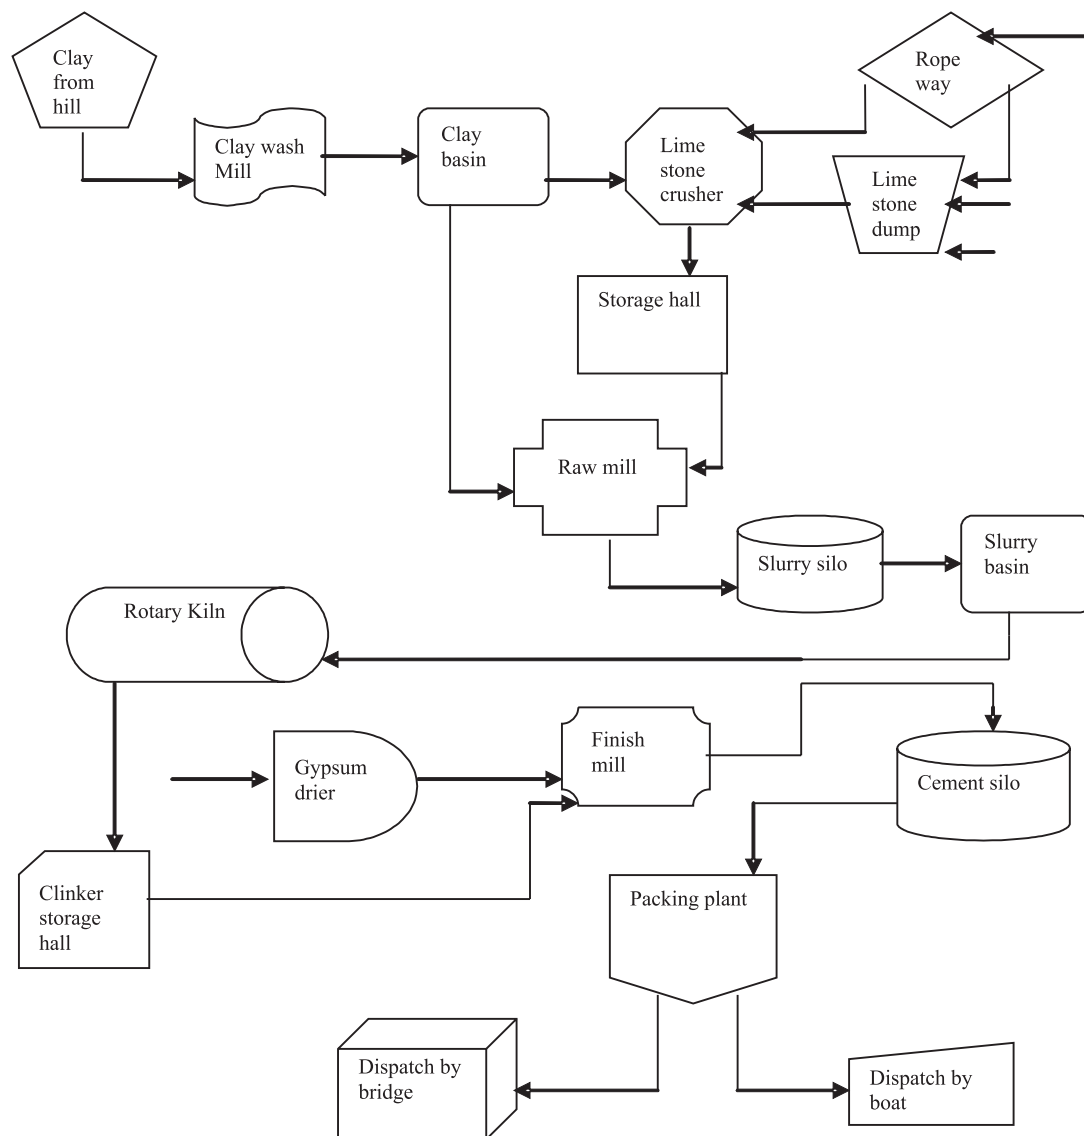 Clay
from
hill
Clay wash
Mill
Clay
basin
Lime
stone
crusher
Rope
way
Lime
stone
dump
Storage hall
Raw mill
Slurry silo
Slurry
basin
Rotary Kiln
Gypsum
drier
Finish
mill
Cement silo
Clinker
storage
hall
Packing plant
Dispatch by
bridge
Dispatch by
boat